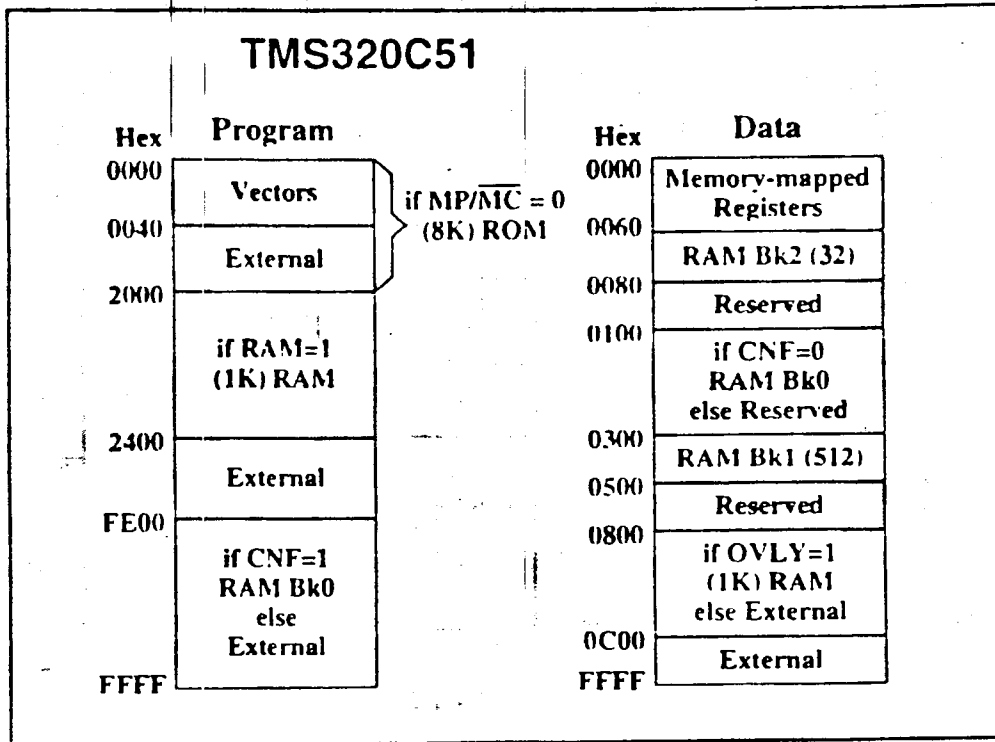 TMS320C51
Hex Program
0000
Vectors
0040
External
2000
if MP/M̅C̅ = 0
(8K) ROM
if RAM=1
(1K) RAM
2400
External
FE00
if CNF=1
RAM Bk0
else
External
FFFF
Hex Data
0000
Memory-mapped
Registers
0060
RAM Bk2 (32)
0080
Reserved
0100
if CNF=0
RAM Bk0
else Reserved
0300
RAM Bk1 (512)
0500
Reserved
0800
if OVLY=1
(1K) RAM
else External
0C00
External
FFFF